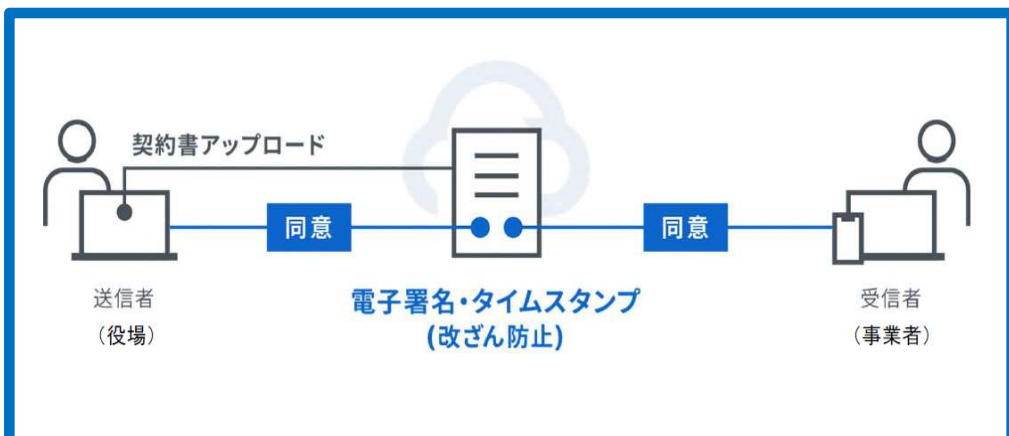 契約書アップロード
同意
同意
送信者
（役場）
電子署名・タイムスタンプ
(改ざん防止)
受信者
（事業者）